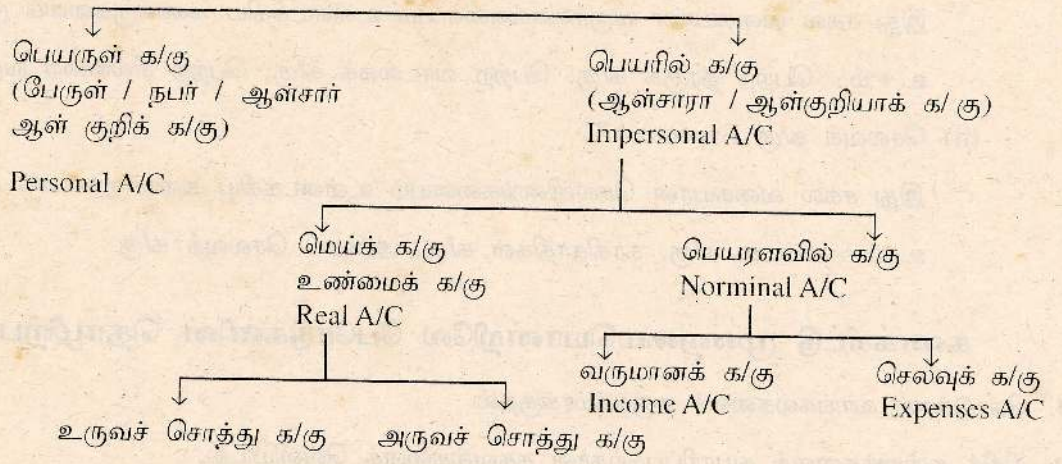 பெயருள் க/கு
(பேருள் / நபர் / ஆள்சார்
ஆள் குறிக் க/கு)
Personal A/C
பெயரில் க/கு
(ஆள்சாரா / ஆள்குறியாக் க/ கு)
Impersonal A/C
மெய்க் க/கு
உண்மைக் க/கு
Real A/C
பெயரளவில் க/கு
Norminal A/C
உருவச் சொத்து க/கு
அருவச் சொத்து க/கு
வருமானக் க/கு
Income A/C
செலவுக் க/கு
Expenses A/C